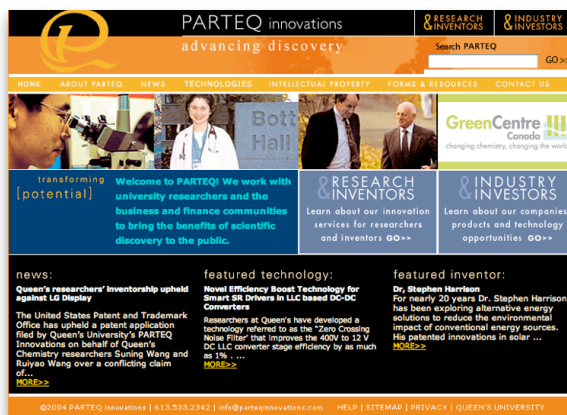 PARTEQ innovations
advancing discovery
& RESEARCH
INVENTORS
& INDUSTRY
INVESTORS
Search PARTEQ
GO >>
HOME ABOUT PARTEQ NEWS TECHNOLOGIES INTELLECTUAL PROPERTY FORMS & RESOURCES CONTACT US
Bott
Hall
GreenCentre
Canada
changing chemistry, changing the world
transforming
[potential]
Welcome to PARTEQ! We work with
university researchers and the
business and finance communities
to bring the benefits of scientific
discovery to the public.
& RESEARCH
INVENTORS
Learn about our innovation
services for researchers
and inventors GO>>
& INDUSTRY
INVESTORS
Learn about our companies
products and technology
opportunities GO>>
news:
Queen's researchers' inventorship upheld
against LG Display
The United States Patent and Trademark
Office has upheld a patent application
filed by Queen's University's PARTEQ
Innovations on behalf of Queen's
Chemistry researchers Suning Wang and
Ruiyao Wang over a conflicting claim
of...
MORE>>
featured technology:
Novel Efficiency Boost Technology for
Smart SR Drivers in LLC based DC-DC
Converters
Researchers at Queen's have developed a
technology referred to as the "Zero Crossing
Noise Filter' that improves the 400V to 12 V
DC LLC converter stage efficiency by as much
as 1% . ...
MORE>>
featured inventor:
Dr, Stephen Harrison
For nearly 20 years Dr. Stephen Harrison
has been exploring alternative energy
solutions to reduce the environmental
impact of conventional energy sources.
His patented innovations in solar ...
MORE>>
©2004 PARTEQ innovations | 613.533.2342 | info@parteqinnovations.com HELP | SITEMAP | PRIVACY | QUEEN'S UNIVERSITY